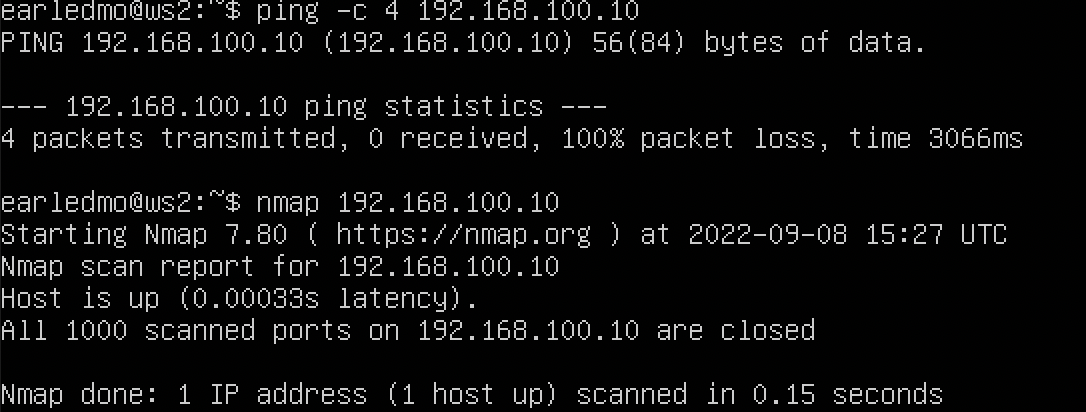 earledmo@ws2:~$ ping -c 4 192.168.100.10
PING 192.168.100.10 (192.168.100.10) 56(84) bytes of data.
--- 192.168.100.10 ping statistics ---
4 packets transmitted, 0 received, 100% packet loss, time 3066ms
earledmo@ws2:~$ nmap 192.168.100.10
Starting Nmap 7.80 ( https://nmap.org ) at 2022-09-08 15:27 UTC
Nmap scan report for 192.168.100.10
Host is up (0.00033s latency).
All 1000 scanned ports on 192.168.100.10 are closed
Nmap done: 1 IP address (1 host up) scanned in 0.15 seconds